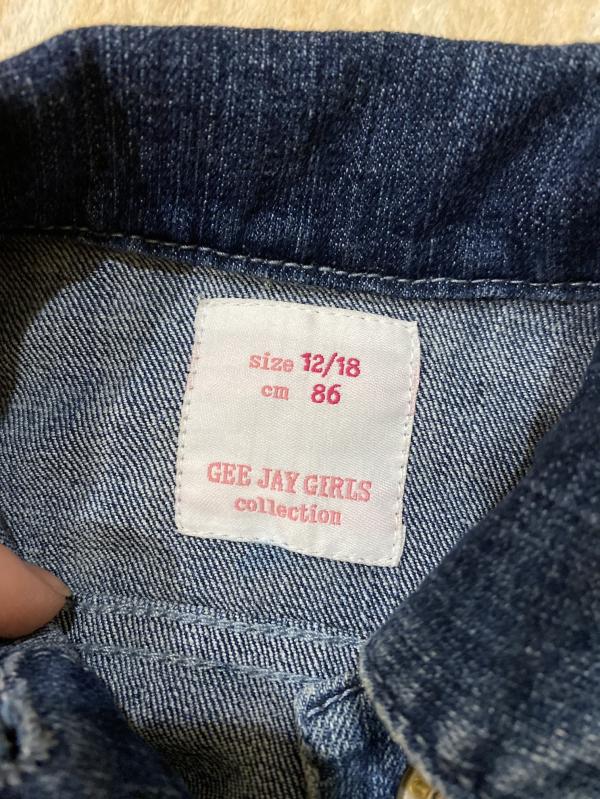 size 12/18
cm 86
GEE JAY GIRLS
collection